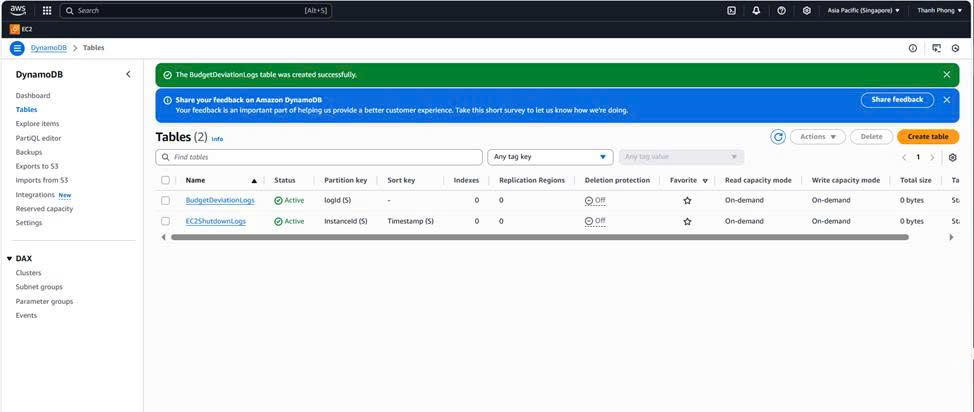 aws
Search [Alt+S] Asia Pacific (Singapore) Thanh Phong
EC2
DynamoDB > Tables
DynamoDB
Dashboard
Tables
Explore items
PartiQL editor
Backups
Exports to S3
Imports from S3
Integrations New
Reserved capacity
Settings
DAX
Clusters
Subnet groups
Parameter groups
Events
The BudgetDeviationLogs table was created successfully.
Share your feedback on Amazon DynamoDB
Your feedback is an important part of helping us provide a better customer experience. Take this short survey to let us know how we're doing.
Share feedback
Tables (2) Info
Actions Delete Create table
Find tables Any tag key Any tag value 1
Name Status Partition key Sort key Indexes Replication Regions Deletion protection Favorite Read capacity mode Write capacity mode Total size Ta
BudgetDeviationLogs Active logId (S) - 0 0 Off On-demand On-demand 0 bytes St
EC2ShutdownLogs Active InstanceId (S) Timestamp (S) 0 0 Off On-demand On-demand 0 bytes St